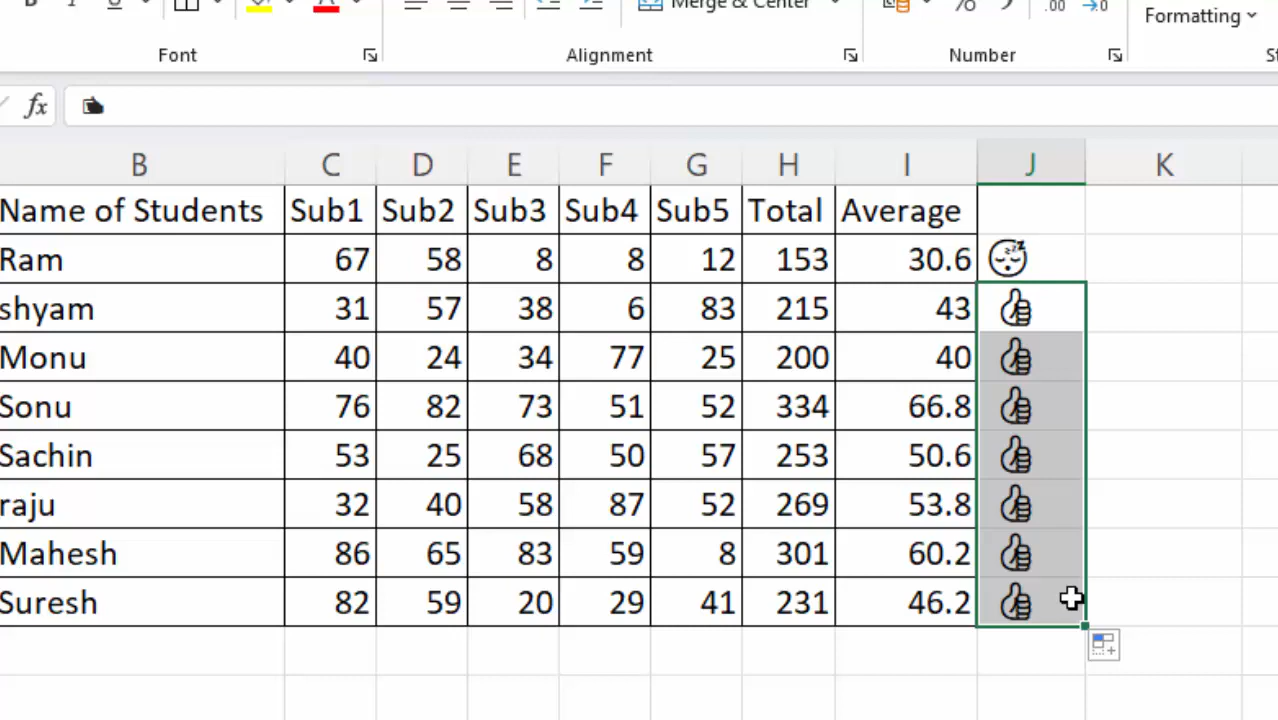 Merge & Center
.00
Formatting
Font
Alignment
Number
fx
B C D E F G H I J K
Name of Students Sub1 Sub2 Sub3 Sub4 Sub5 Total Average
Ram 67 58 8 8 12 153 30.6
shyam 31 57 38 6 83 215 43
Monu 40 24 34 77 25 200 40
Sonu 76 82 73 51 52 334 66.8
Sachin 53 25 68 50 57 253 50.6
raju 32 40 58 87 52 269 53.8
Mahesh 86 65 83 59 8 301 60.2
Suresh 82 59 20 29 41 231 46.2